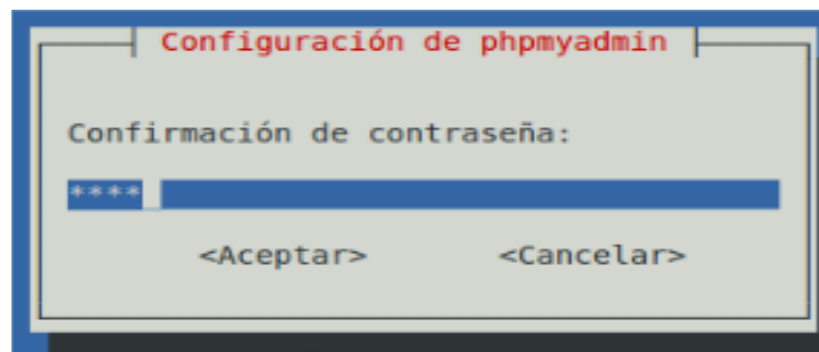 Configuración de phpmyadmin
Confirmación de contraseña:
****_
<Aceptar> <Cancelar>